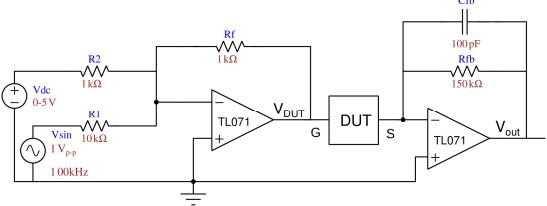 Cfb
100pF
Rf
1kΩ
Rfb
150kΩ
R2
1kΩ
Vdc
0-5V
R1
10kΩ
Vsin
1Vp-p
100kHz
−
+
TL071
VDUT
G
DUT
S
−
+
TL071
Vout